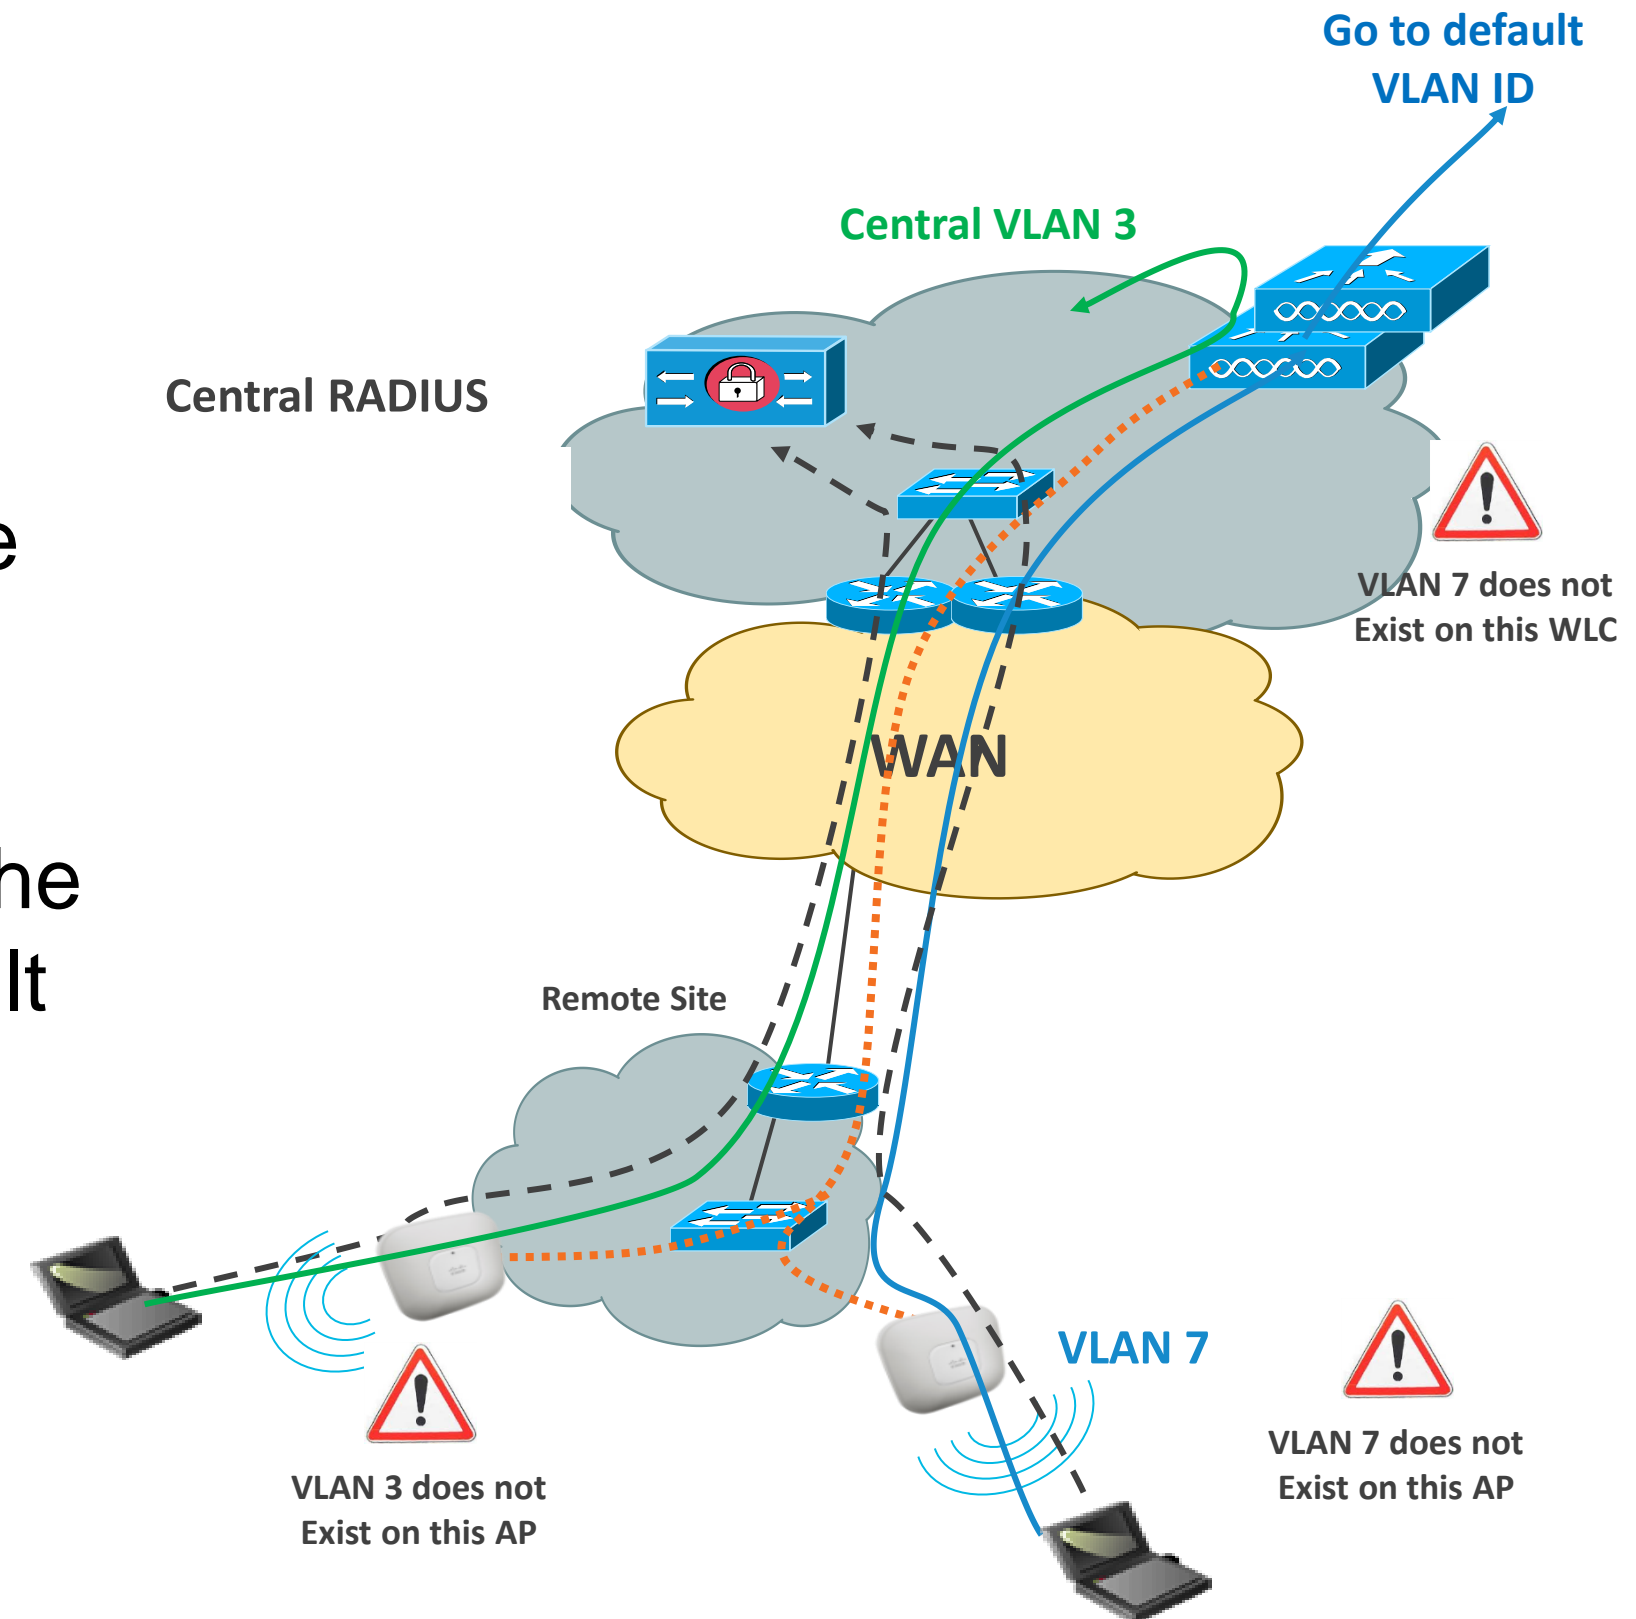 Go to default
VLAN ID
Central VLAN 3
Central RADIUS
e
VLAN 7 does not
Exist on this WLC
WAN
he
lt
Remote Site
VLAN 7
VLAN 3 does not
Exist on this AP
VLAN 7 does not
Exist on this AP